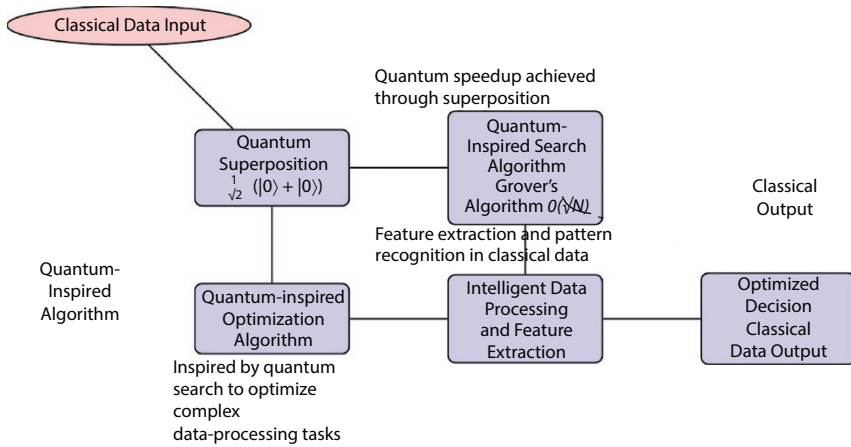 Classical Data Input
Quantum speedup achieved
through superposition
Quantum
Superposition
1/√2 (|0⟩ + |0⟩)
Quantum-
Inspired Search
Algorithm
Grover's
Algorithm O(√N)
Classical
Output
Feature extraction and pattern
recognition in classical data
Quantum-
Inspired
Algorithm
Quantum-inspired
Optimization
Algorithm
Intelligent Data
Processing
and Feature
Extraction
Optimized
Decision
Classical
Data Output
Inspired by quantum
search to optimize
complex
data-processing tasks